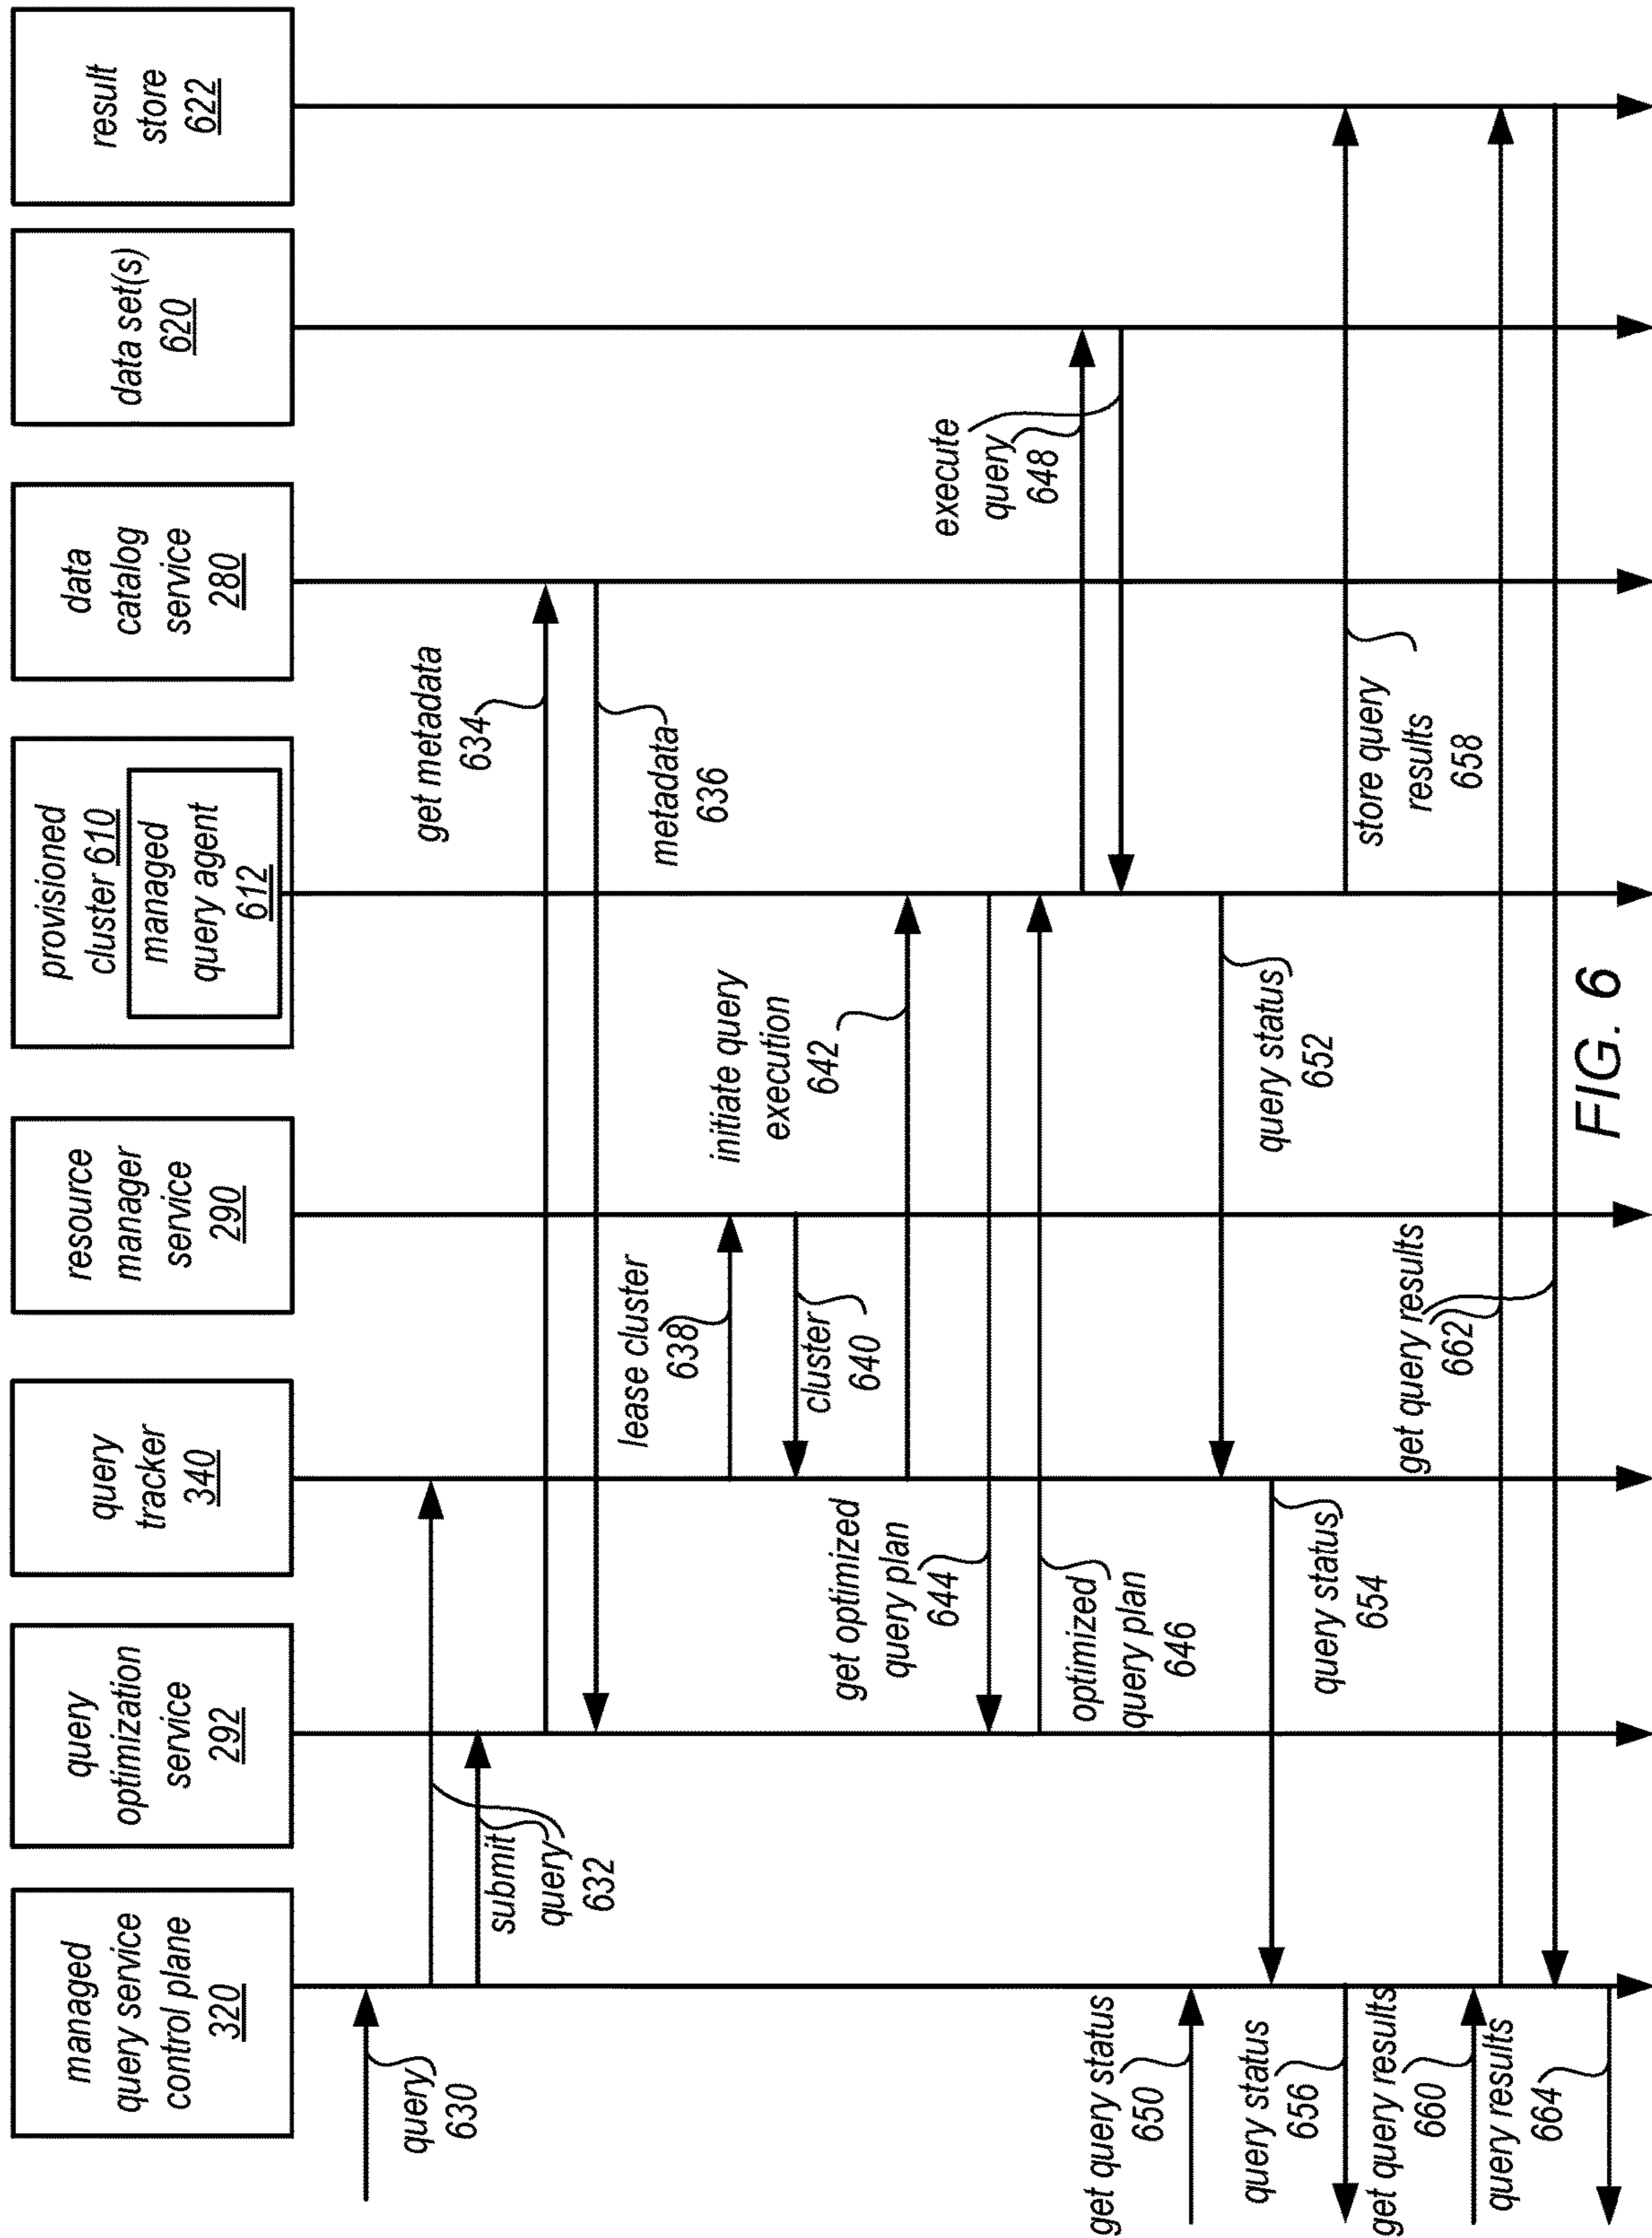 managed
query service
control plane
320
query
optimization
service
292
query
tracker
340
resource
manager
service
290
provisioned
cluster 610
managed
query agent
612
data
catalog
service
280
data set(s)
620
result
store
622
query
630
submit
query
632
get metadata
634
metadata
636
lease cluster
638
cluster
640
initiate query
execution
642
get optimized
query plan
644
optimized
query plan
646
execute
query
648
get query status
650
query status
652
query status
654
query status
656
store query
results
658
get query results
660
get query results
662
query results
664
FIG. 6